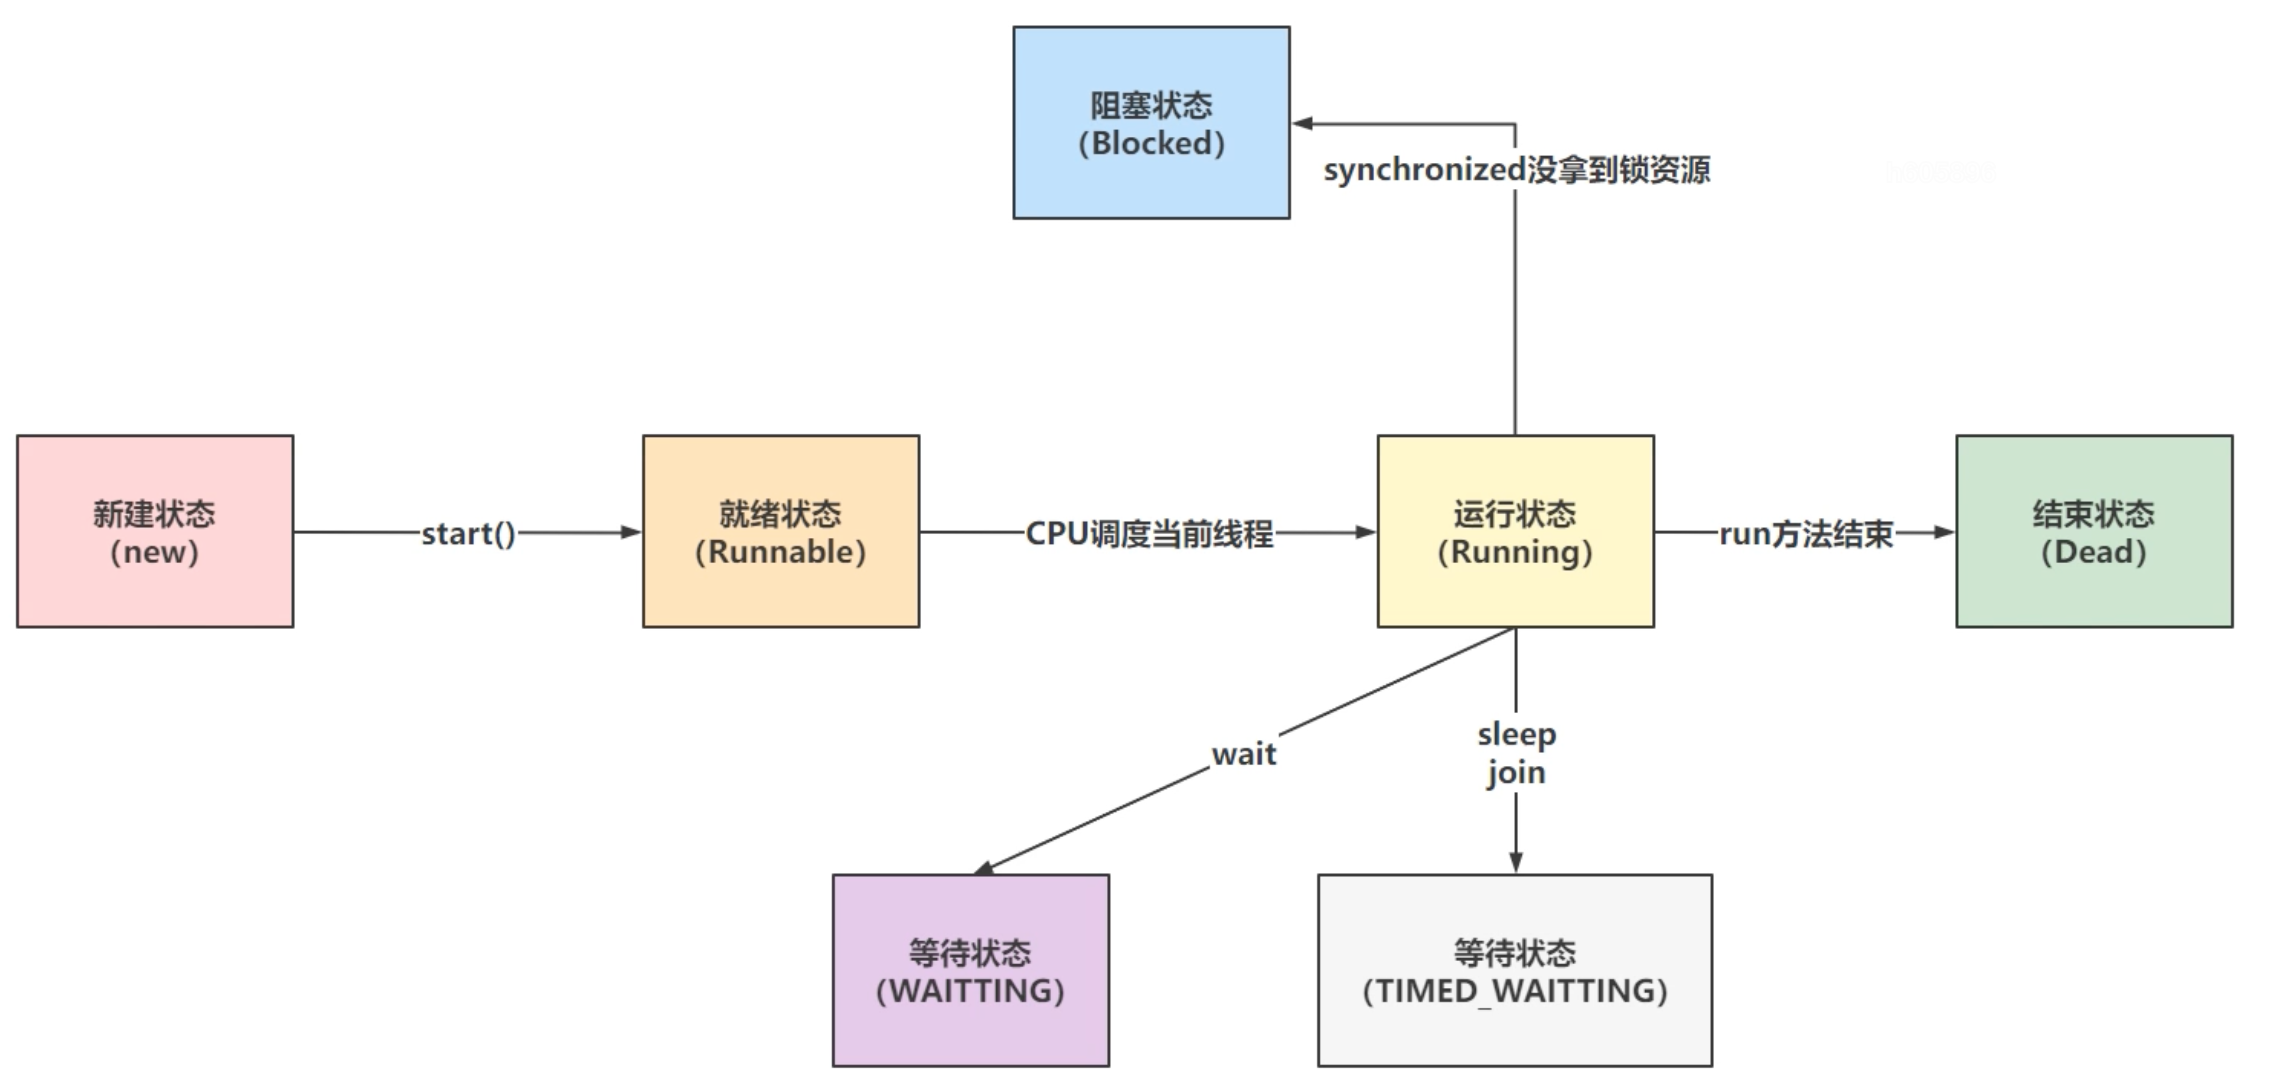 阻塞状态
（Blocked）
synchronized没拿到锁资源
新建状态
（new）
start()
就绪状态
（Runnable）
CPU调度当前线程
运行状态
（Running）
run方法结束
结束状态
（Dead）
wait
sleep
join
等待状态
（WAITTING）
等待状态
（TIMED_WAITTING）